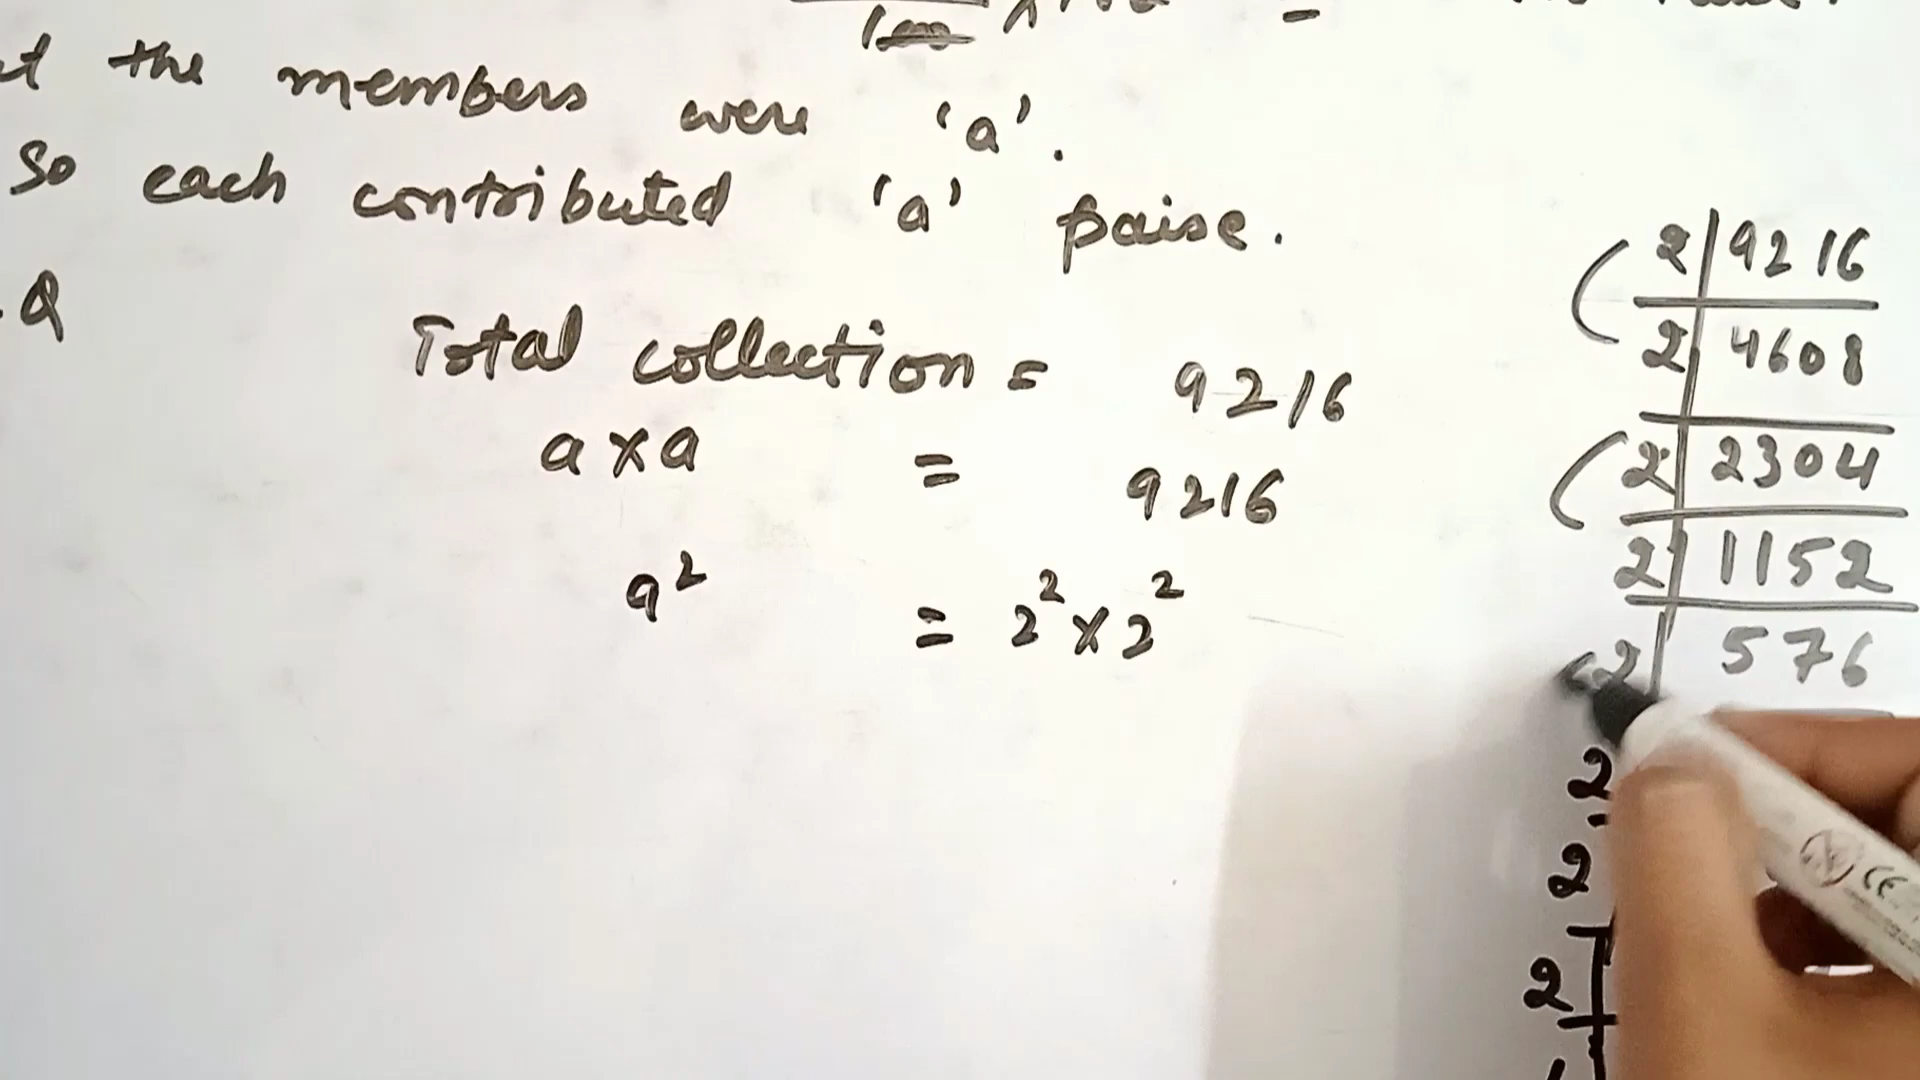 the members were 'a'.
So each contributed 'a' paise.
Q
Total collection = 9216
a x a = 9216
a² = 2² x 2²
2 | 9216
2 | 4608
2 | 2304
2 | 1152
2 | 576
2
2
2
CE